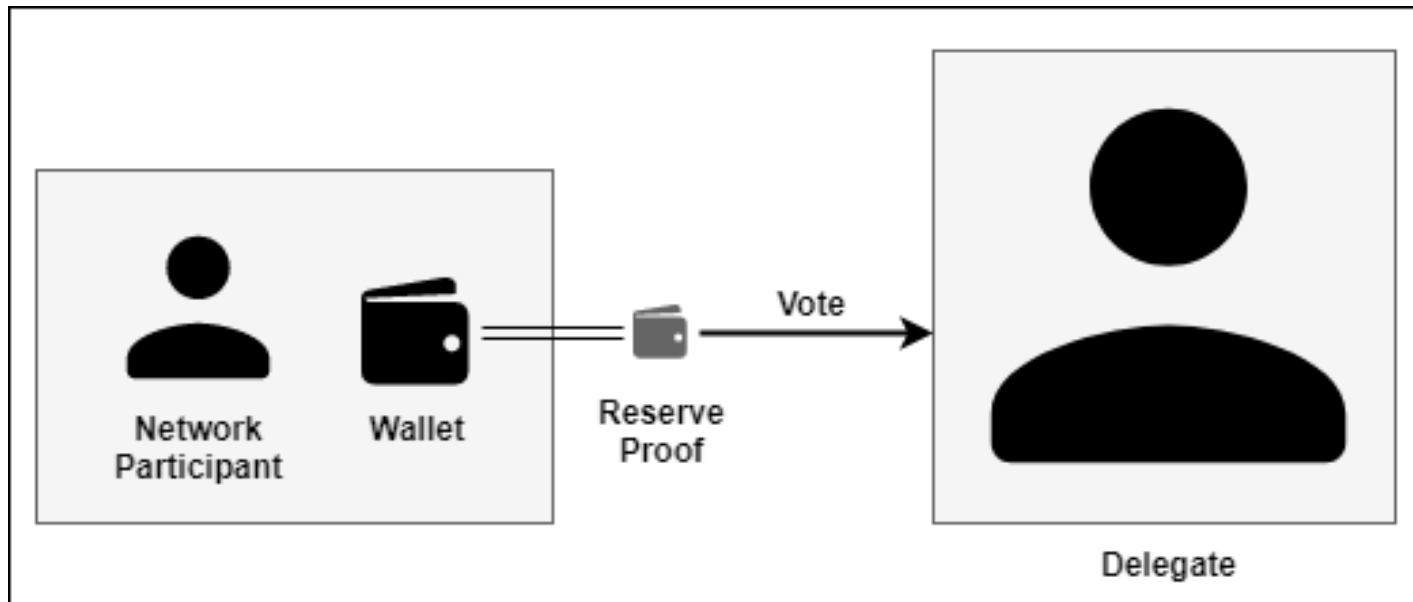 Network
Participant
Wallet
Reserve
Proof
Vote
Delegate